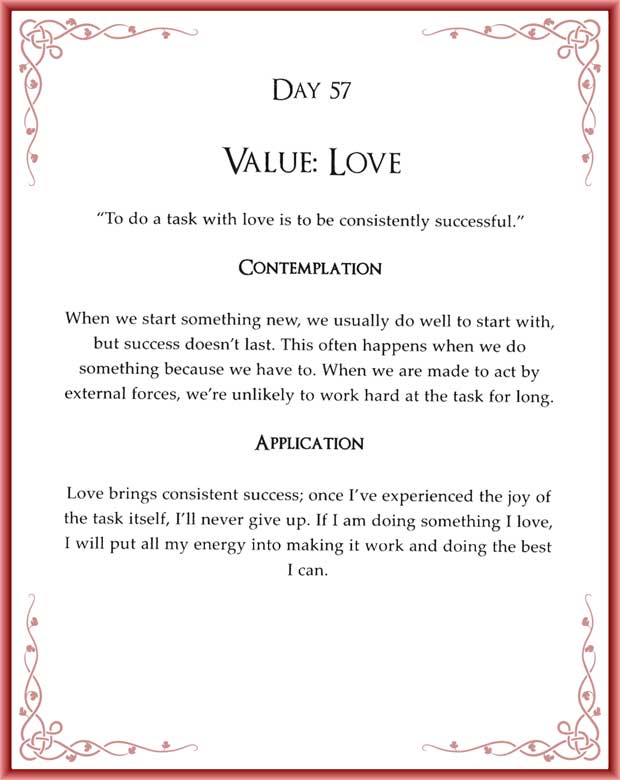 Day 57
Value: Love
“To do a task with love is to be consistently successful.”
Contemplation
When we start something new, we usually do well to start with,
but success doesn’t last. This often happens when we do
something because we have to. When we are made to act by
external forces, we’re unlikely to work hard at the task for long.
Application
Love brings consistent success; once I’ve experienced the joy of
the task itself, I’ll never give up. If I am doing something I love,
I will put all my energy into making it work and doing the best
I can.